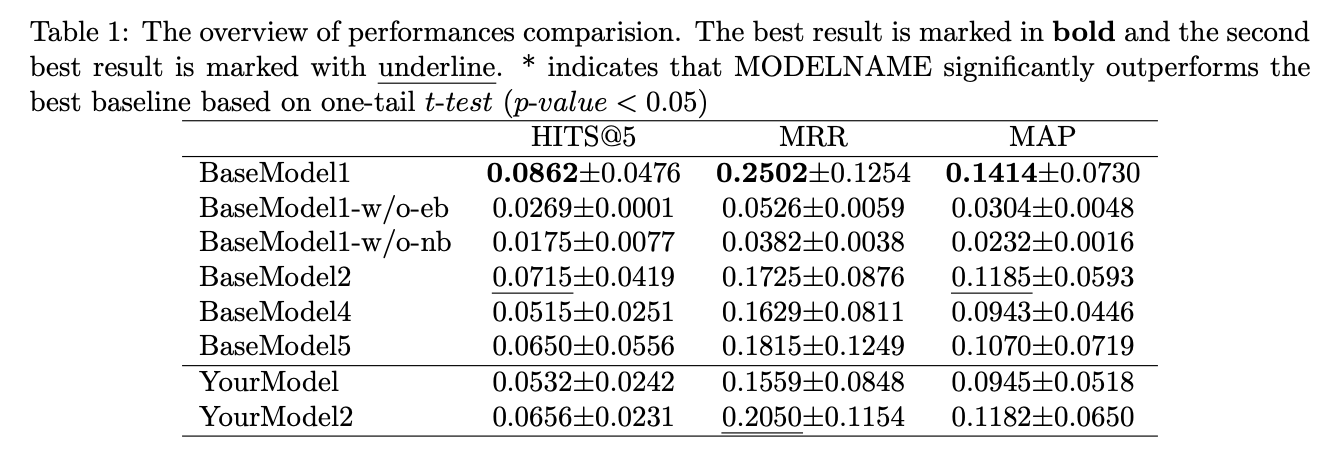 Table 1: The overview of performances comparision. The best result is marked in bold and the second
best result is marked with underline. * indicates that MODELNAME significantly outperforms the
best baseline based on one-tail t-test (p-value < 0.05)
HITS@5 MRR MAP
BaseModel1 0.0862±0.0476 0.2502±0.1254 0.1414±0.0730
BaseModel1-w/o-eb 0.0269±0.0001 0.0526±0.0059 0.0304±0.0048
BaseModel1-w/o-nb 0.0175±0.0077 0.0382±0.0038 0.0232±0.0016
BaseModel2 0.0715±0.0419 0.1725±0.0876 0.1185±0.0593
BaseModel4 0.0515±0.0251 0.1629±0.0811 0.0943±0.0446
BaseModel5 0.0650±0.0556 0.1815±0.1249 0.1070±0.0719
YourModel 0.0532±0.0242 0.1559±0.0848 0.0945±0.0518
YourModel2 0.0656±0.0231 0.2050±0.1154 0.1182±0.0650